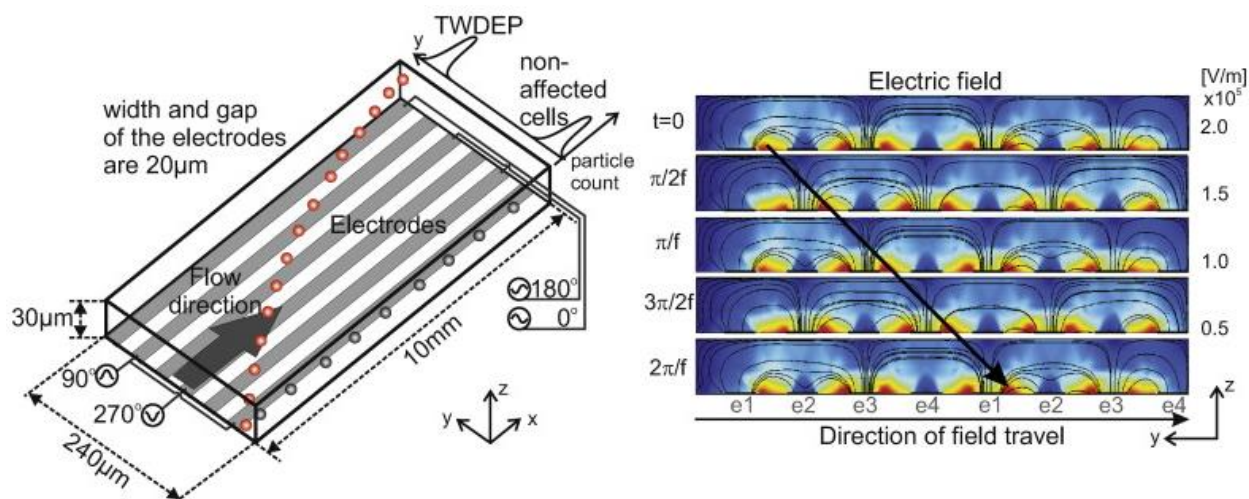 TWDEP
y
non-
affected
cells
particle
count
width and gap
of the electrodes
are 20μm
Electrodes
Flow
direction
30μm
90°
270°
180°
0°
10mm
240μm
z
y
x
Electric field
[V/m]
x10⁵
t=0
2.0
π/2f
1.5
π/f
1.0
3π/2f
0.5
2π/f
e1 e2 e3 e4 e1 e2 e3 e4
Direction of field travel
z
y